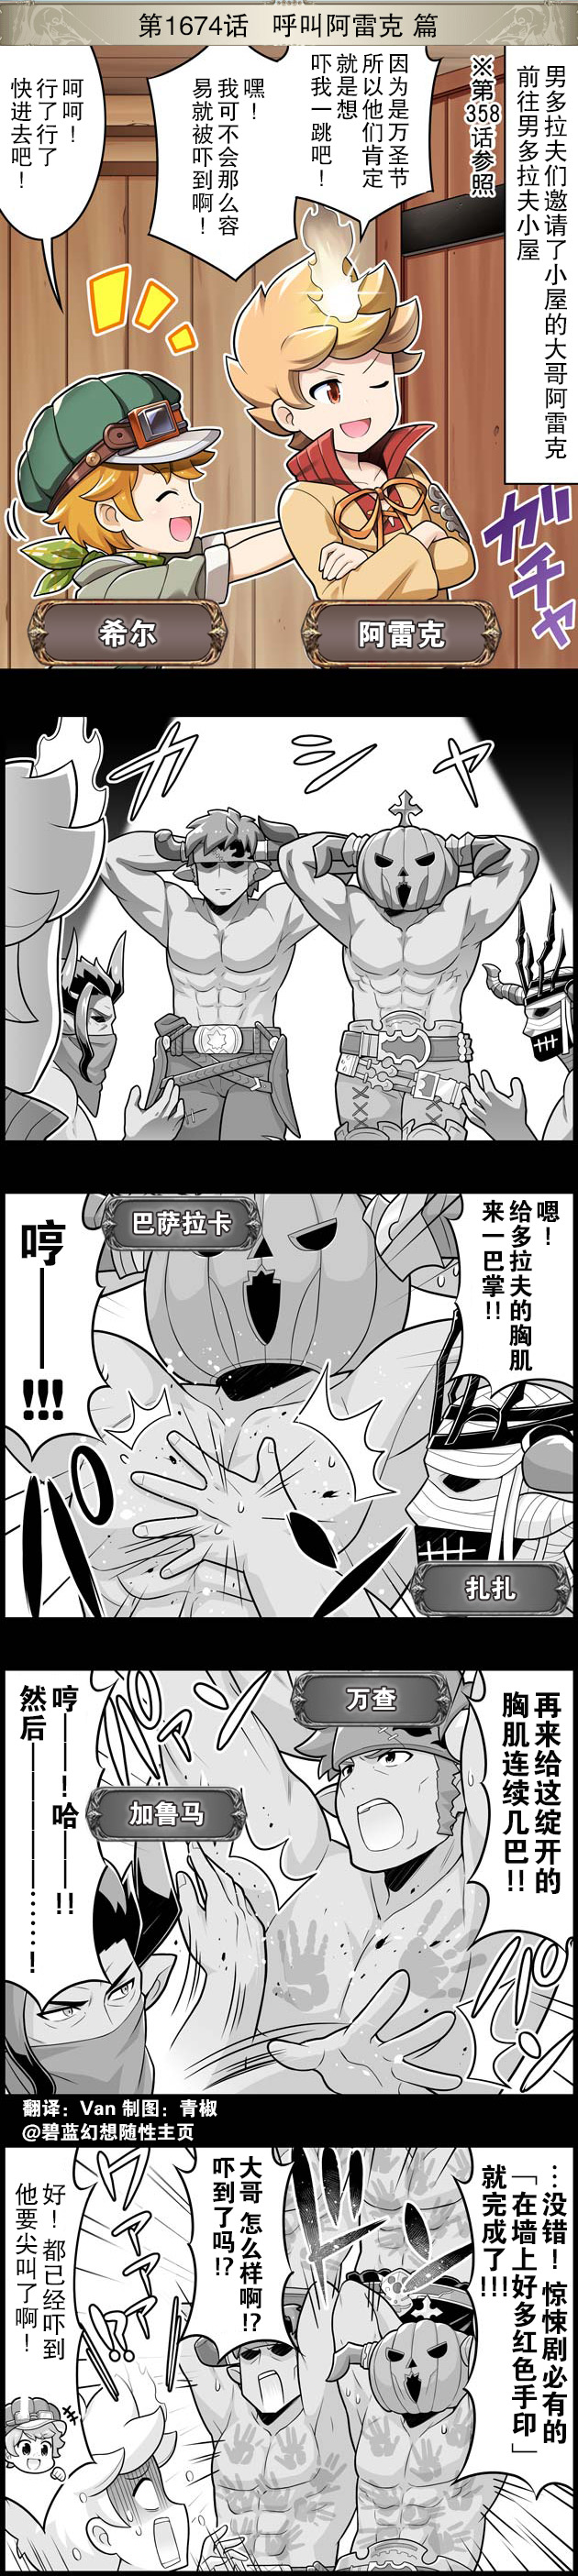 第1674话 呼叫阿雷克 篇
男多拉夫们邀请了小屋的大哥阿雷克
前往男多拉夫小屋
※第358话参照
因为是万圣节
所以他们肯定
就是想
吓我一跳吧！
嘿！
我可不会那么容
易就被吓到啊！
呵呵！
行了行了
快进去吧！
ガチャ
希尔
阿雷克
嗯！
给多拉夫的胸肌
来一巴掌!!
巴萨拉卡
哼——!!!
扎扎
再来给这绽开的
胸肌连续几巴!!
万查
加鲁马
哼——！哈——!!
然后————……！
翻译：Van 制图：青椒
@碧蓝幻想随性主页
…没错！惊悚剧必有的
「在墙上好多红色手印」
就完成了!!!
大哥 怎么样啊!?
吓到了吗!?
好！都已经吓到
他要尖叫了啊！